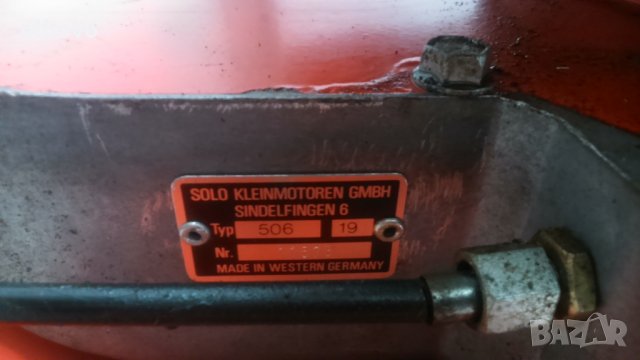 SOLO KLEINMOTOREN GMBH
SINDELFINGEN 6
Typ 506 19
Nr.
MADE IN WESTERN GERMANY
BAZAR